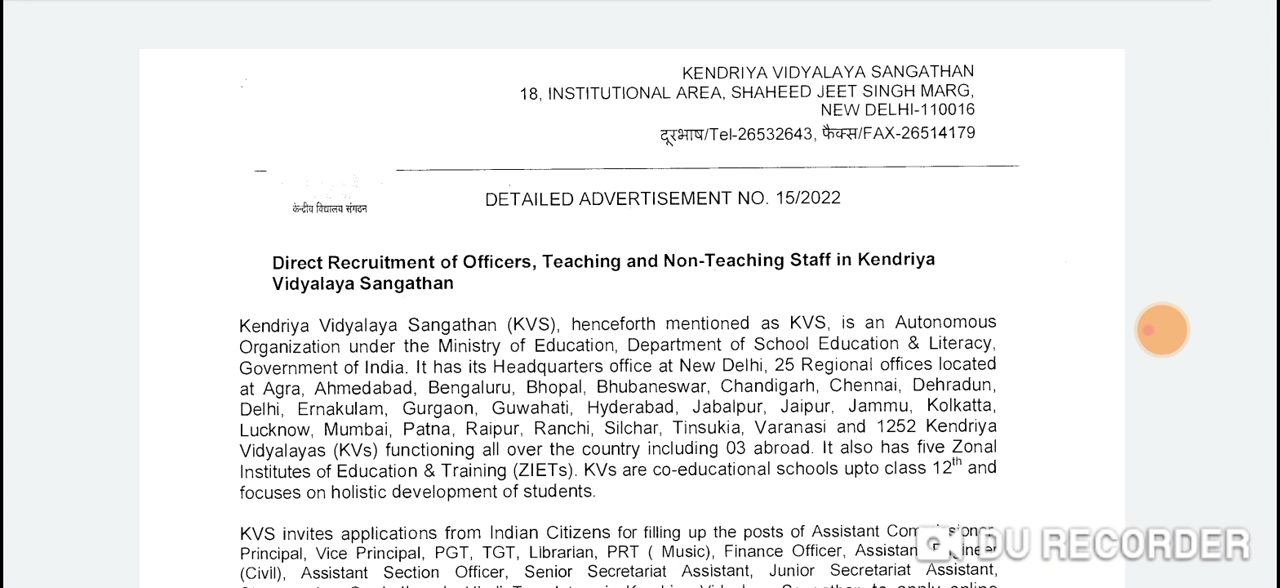 KENDRIYA VIDYALAYA SANGATHAN
18, INSTITUTIONAL AREA, SHAHEED JEET SINGH MARG,
NEW DELHI-110016
दूरभाष/Tel-26532643, फैक्स/FAX-26514179
केन्द्रीय विद्यालय संगठन
DETAILED ADVERTISEMENT NO. 15/2022
Direct Recruitment of Officers, Teaching and Non-Teaching Staff in Kendriya
Vidyalaya Sangathan
Kendriya Vidyalaya Sangathan (KVS), henceforth mentioned as KVS, is an Autonomous
Organization under the Ministry of Education, Department of School Education & Literacy,
Government of India. It has its Headquarters office at New Delhi, 25 Regional offices located
at Agra, Ahmedabad, Bengaluru, Bhopal, Bhubaneswar, Chandigarh, Chennai, Dehradun,
Delhi, Ernakulam, Gurgaon, Guwahati, Hyderabad, Jabalpur, Jaipur, Jammu, Kolkatta,
Lucknow, Mumbai, Patna, Raipur, Ranchi, Silchar, Tinsukia, Varanasi and 1252 Kendriya
Vidyalayas (KVs) functioning all over the country including 03 abroad. It also has five Zonal
Institutes of Education & Training (ZIETs). KVs are co-educational schools upto class 12th and
focuses on holistic development of students.
KVS invites applications from Indian Citizens for filling up the posts of Assistant
Principal, Vice Principal, PGT, TGT, Librarian, PRT ( Music), Finance Officer,
(Civil), Assistant Section Officer, Senior Secretariat Assistant, Junior Secretariat Assistant,
DU RECORDER